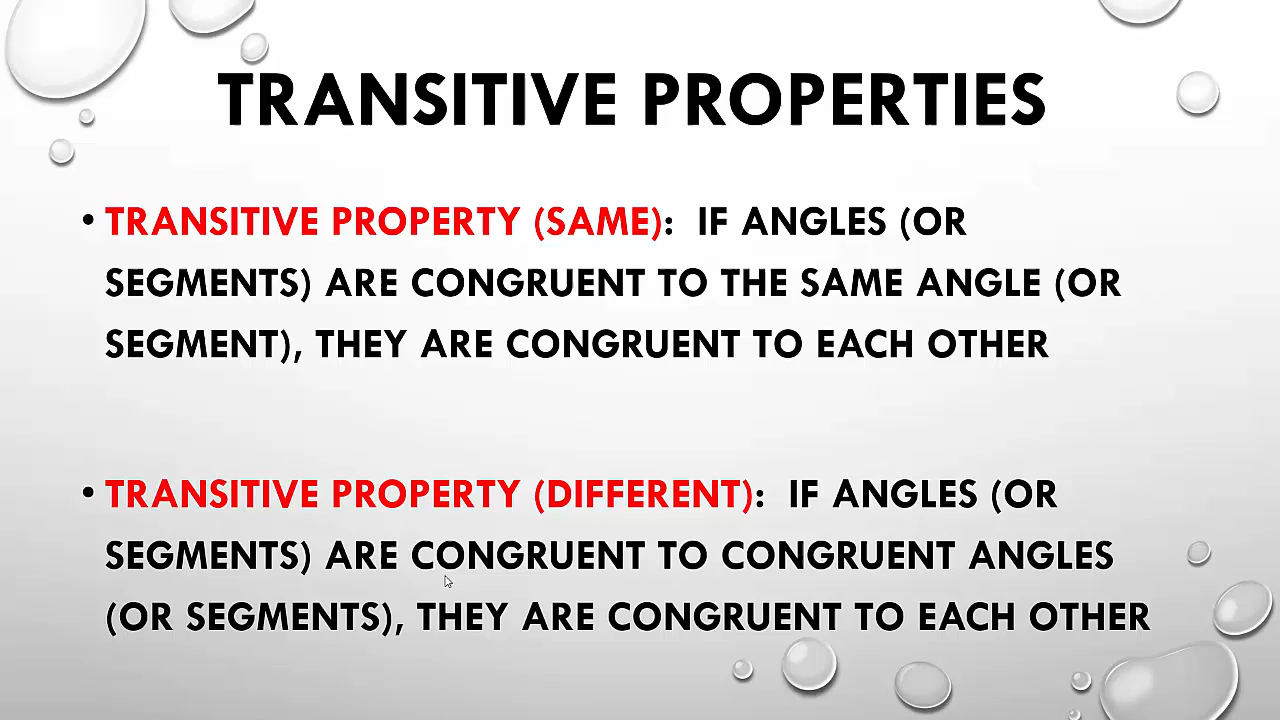 TRANSITIVE PROPERTIES
• TRANSITIVE PROPERTY (SAME): IF ANGLES (OR
SEGMENTS) ARE CONGRUENT TO THE SAME ANGLE (OR
SEGMENT), THEY ARE CONGRUENT TO EACH OTHER
• TRANSITIVE PROPERTY (DIFFERENT): IF ANGLES (OR
SEGMENTS) ARE CONGRUENT TO CONGRUENT ANGLES
(OR SEGMENTS), THEY ARE CONGRUENT TO EACH OTHER